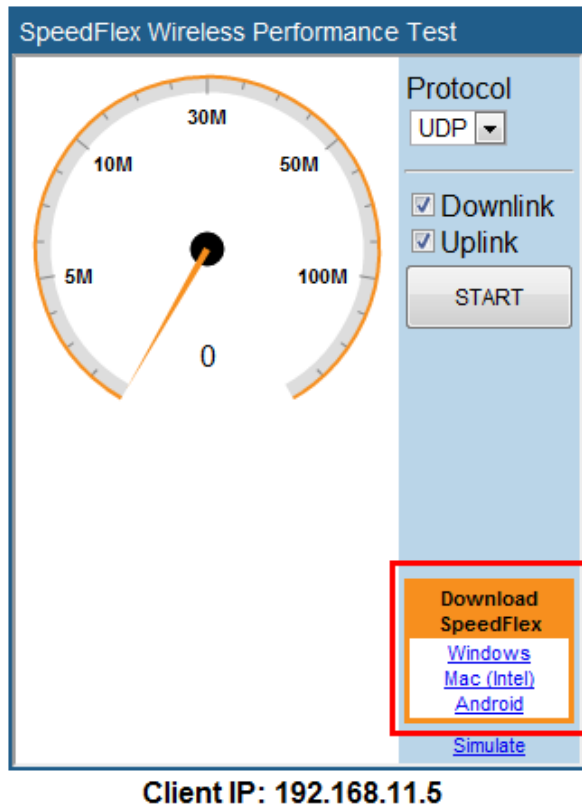 SpeedFlex Wireless Performance Test
30M
10M
50M
5M
100M
0
Protocol
UDP
Downlink
Uplink
START
Download
SpeedFlex
Windows
Mac (Intel)
Android
Simulate
Client IP: 192.168.11.5